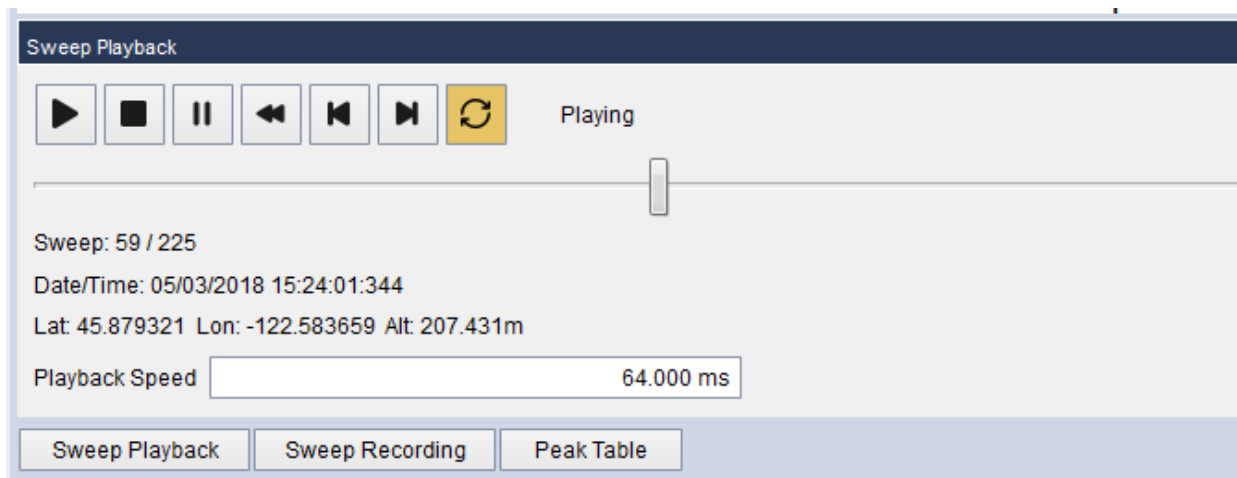 Sweep Playback
Playing
Sweep: 59 / 225
Date/Time: 05/03/2018 15:24:01:344
Lat: 45.879321 Lon: -122.583659 Alt: 207.431m
Playback Speed 64.000 ms
Sweep Playback Sweep Recording Peak Table